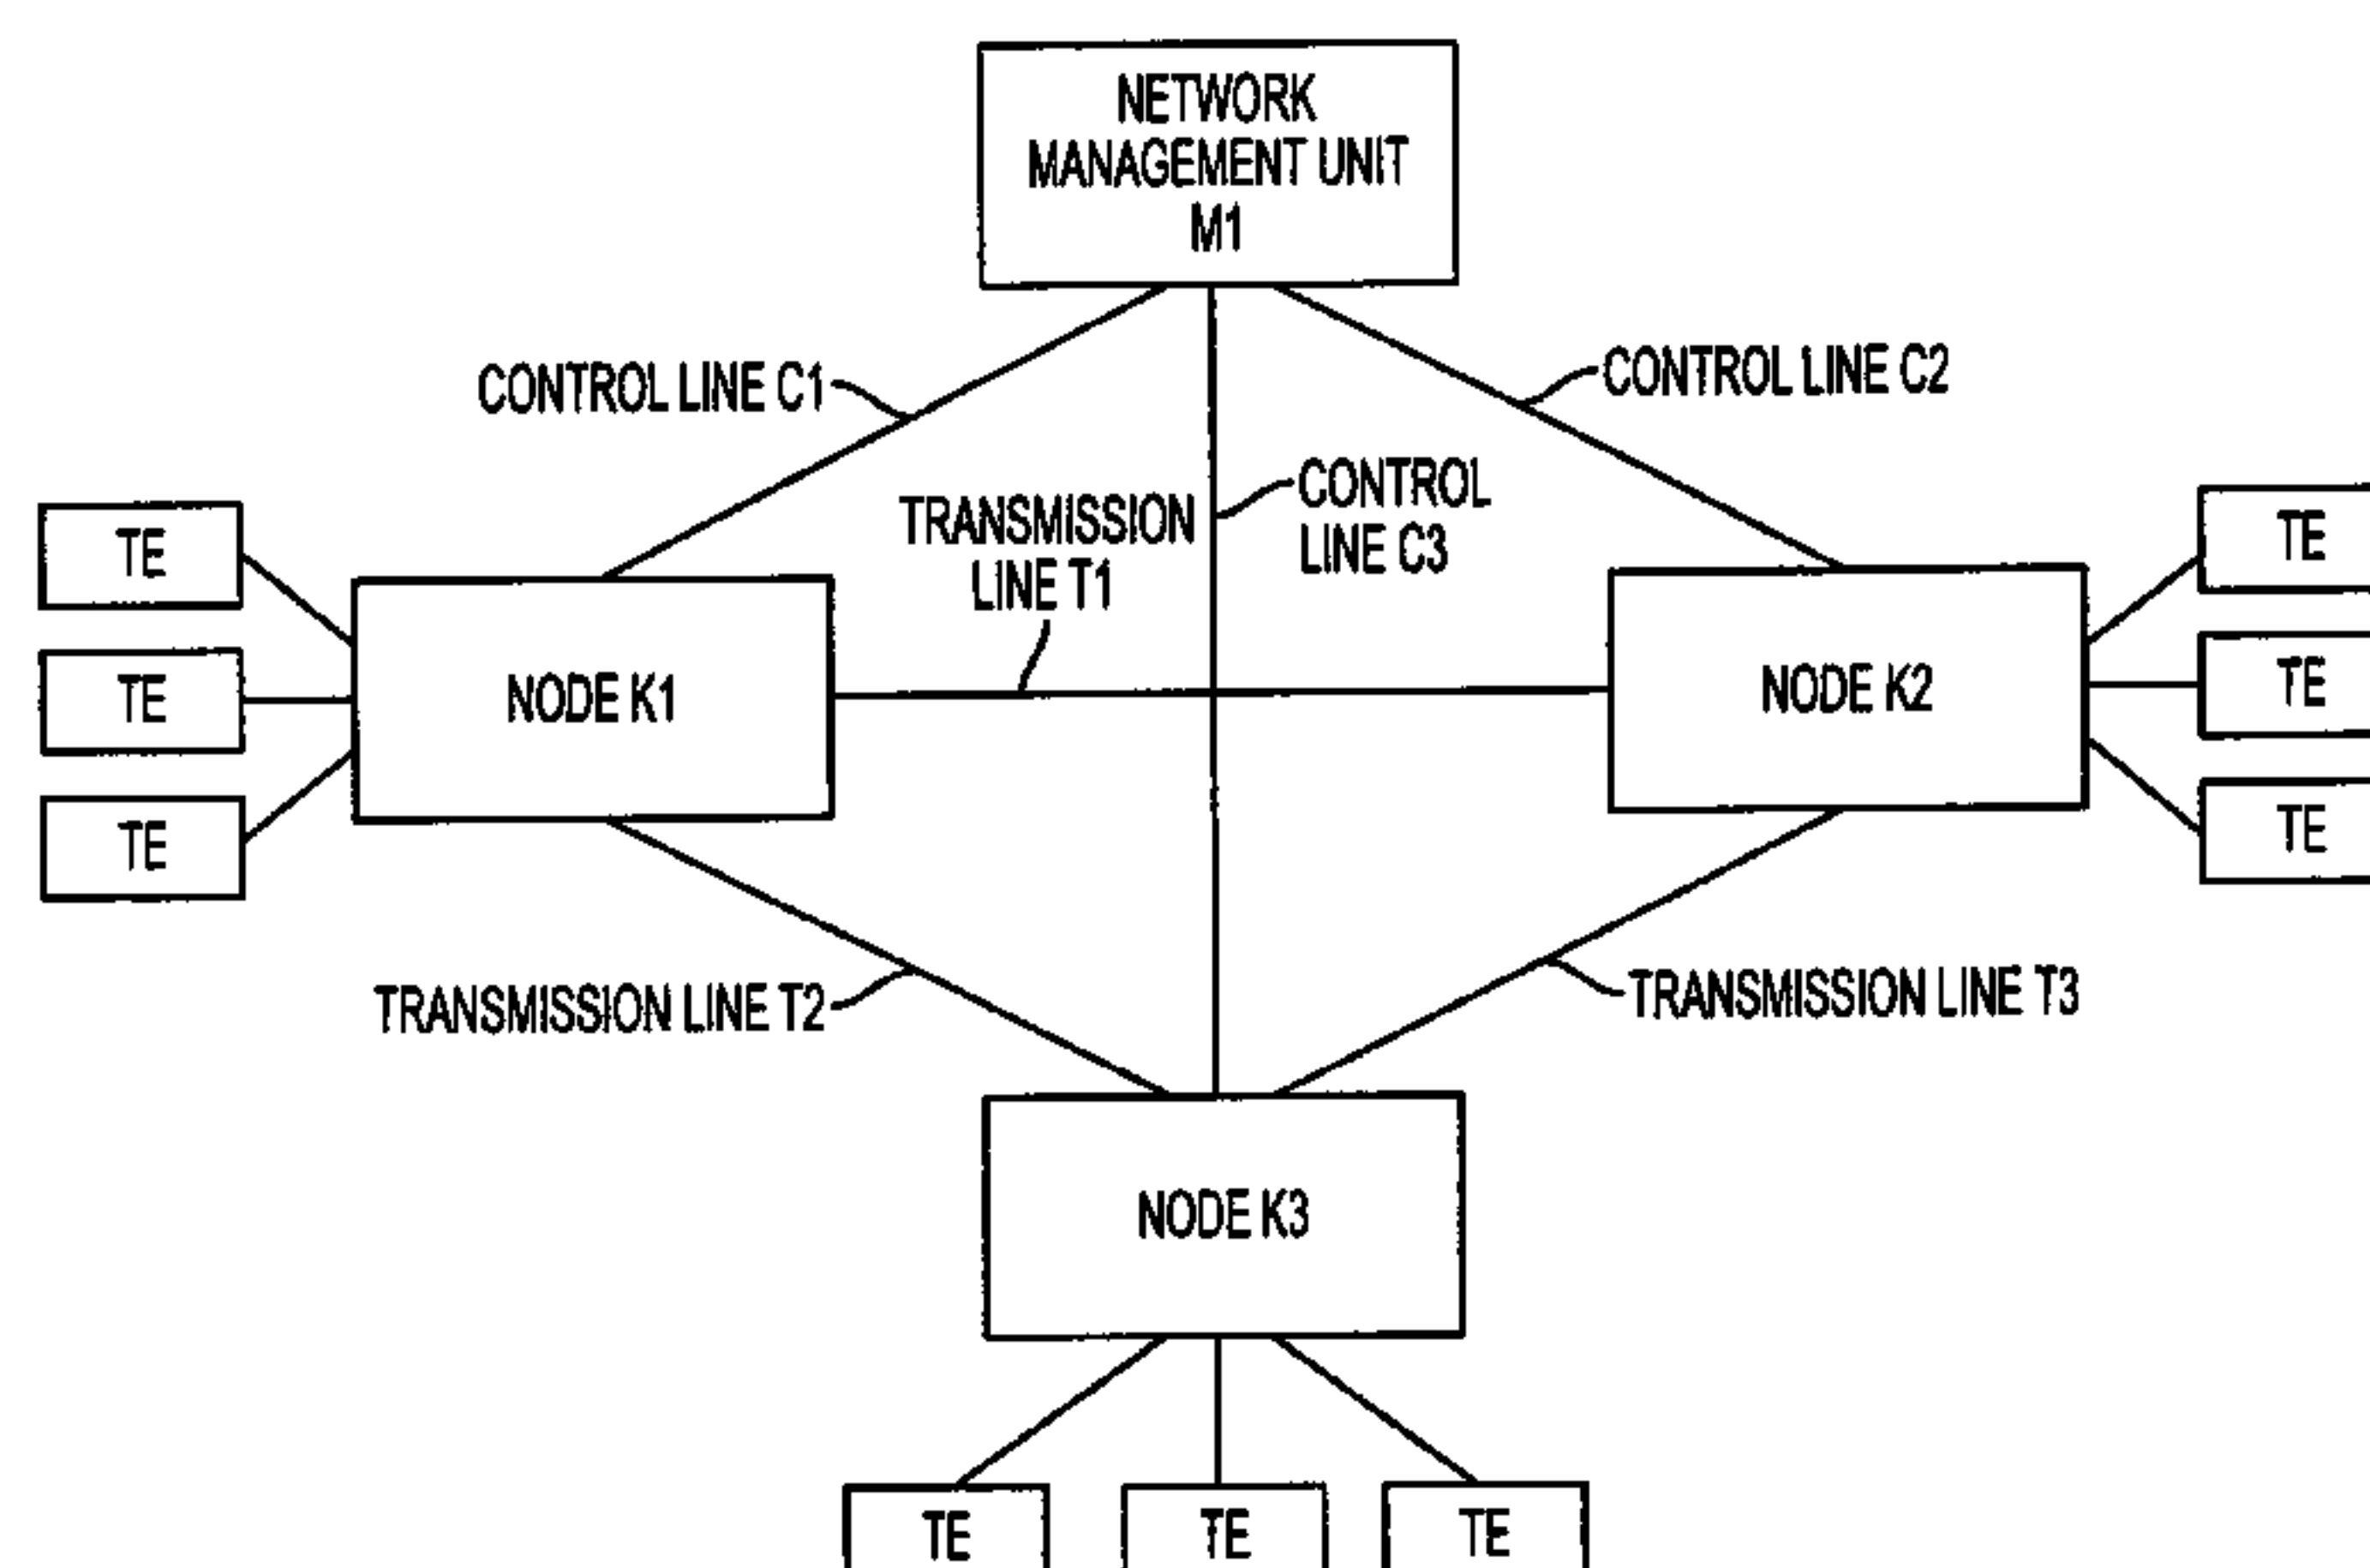 NETWORK
MANAGEMENT UNIT
M1
CONTROL LINE C1
CONTROL LINE C2
CONTROL
LINE C3
TRANSMISSION
LINE T1
TE
TE
TE
NODE K1
NODE K2
TE
TE
TE
TRANSMISSION LINE T2
TRANSMISSION LINE T3
NODE K3
TE
TE
TE